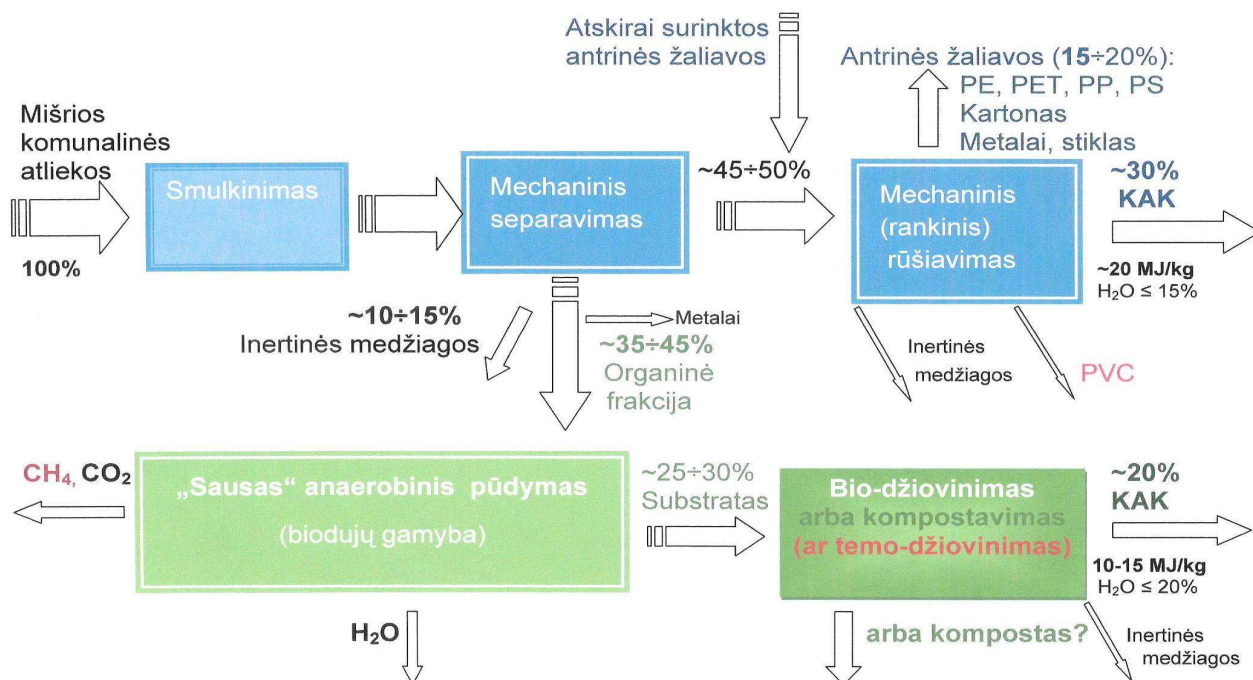 Atskirai surinktos
antrinės žaliavos
Antrinės žaliavos (15÷20%):
PE, PET, PP, PS
Kartonas
Metalai, stiklas
Mišrios
komunalinės
atliekos
100%
Smulkinimas
Mechaninis
separavimas
~45÷50%
Mechaninis
(rankinis)
rūšiavimas
~30%
KAK
~20 MJ/kg
H₂O ≤ 15%
~10÷15%
Inertinės medžiagos
Metalai
~35÷45%
Organinė
frakcija
Inertinės
medžiagos
PVC
CH₄, CO₂
„Sausas“ anaerobinis pūdymas
(biodujų gamyba)
~25÷30%
Substratas
Bio-džiovinimas
arba kompostavimas
(ar temo-džiovinimas)
~20%
KAK
10-15 MJ/kg
H₂O ≤ 20%
H₂O
arba kompostas?
Inertinės
medžiagos